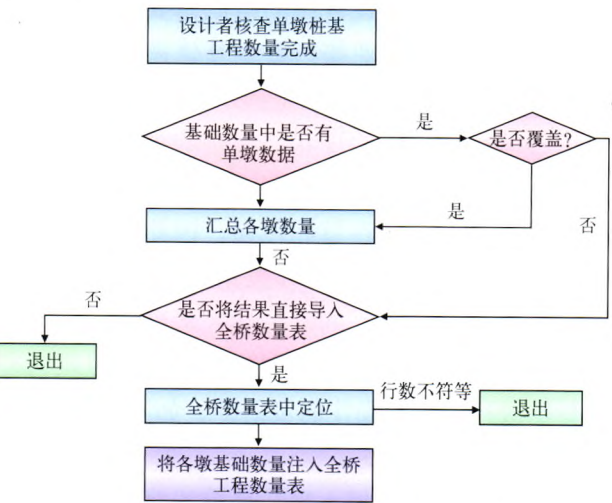 设计者核查单墩桩基
工程数量完成
基础数量中是否有
单墩数据
是
是否覆盖?
汇总各墩数量
是
否
否
是否将结果直接导入
全桥数量表
否
退出
是
全桥数量表中定位
行数不符等
退出
将各墩基础数量注入全桥
工程数量表